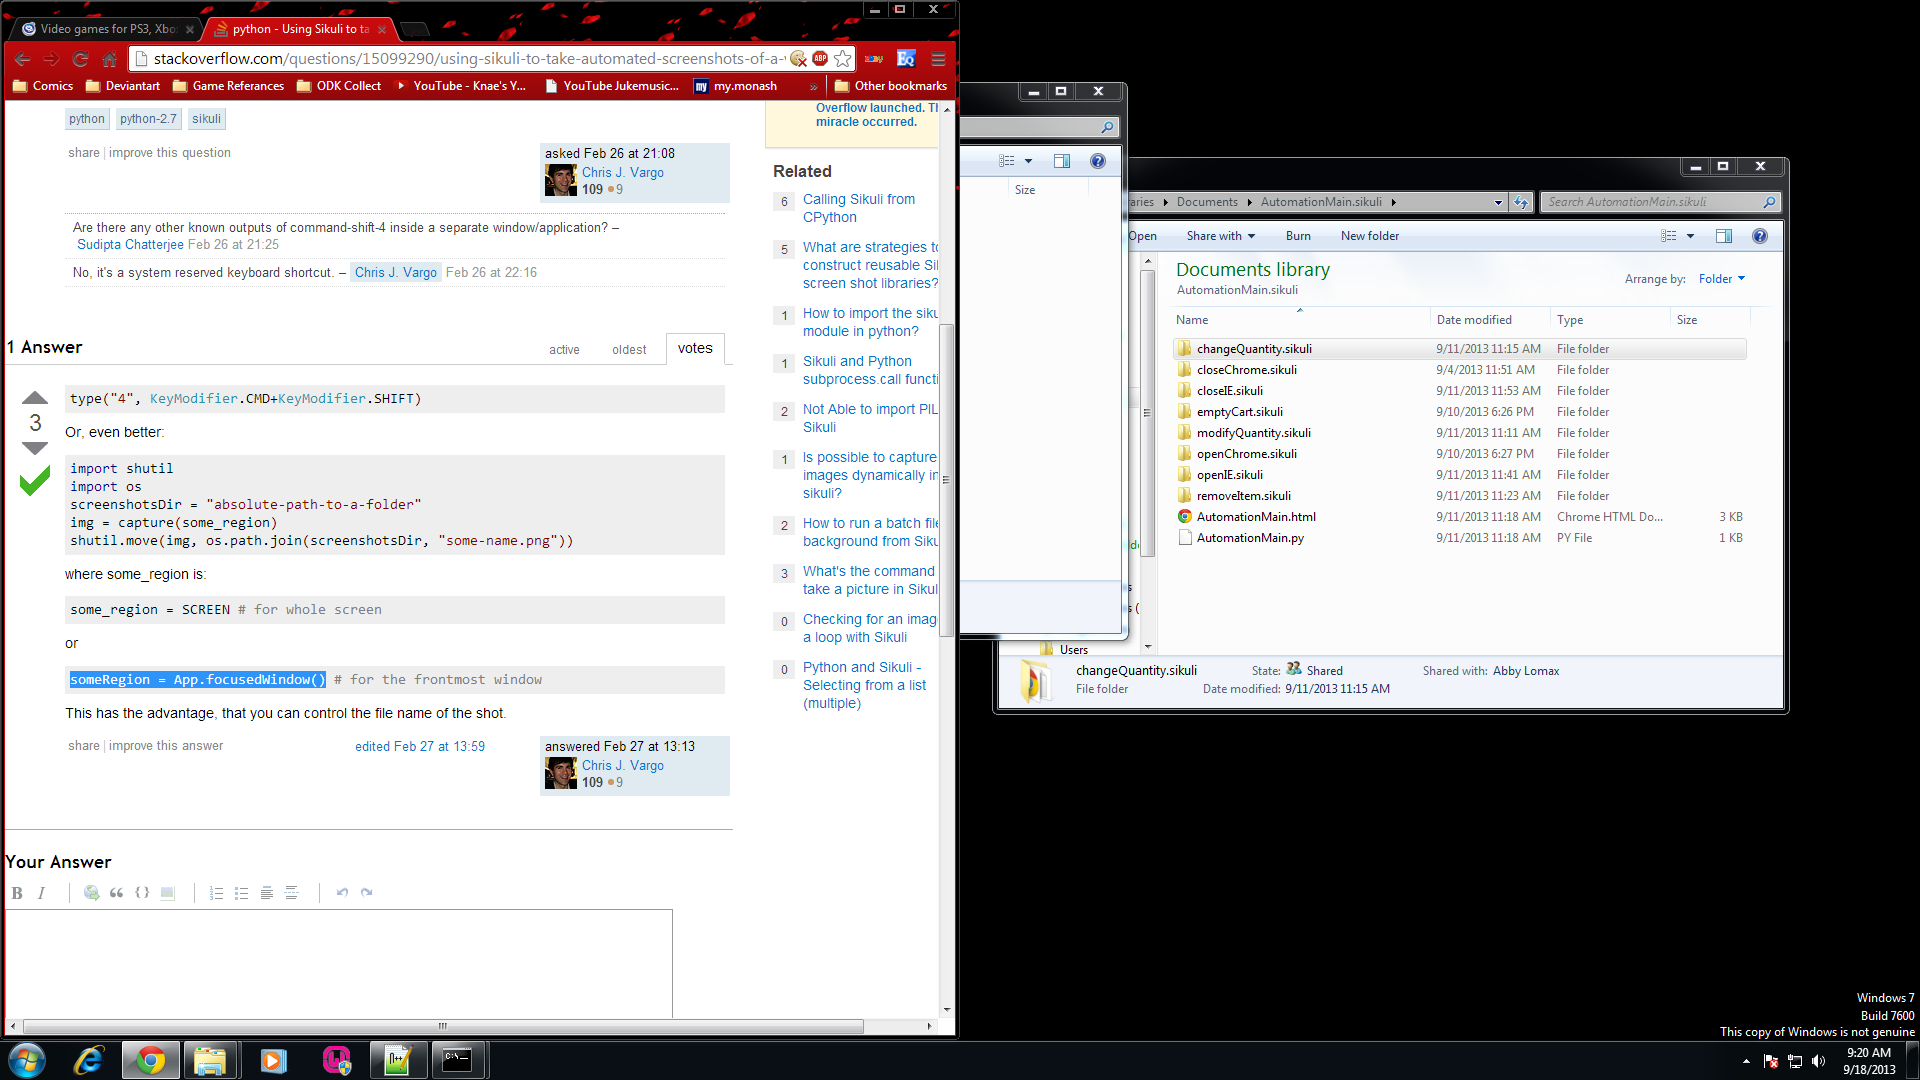 Video games for PS3, Xbo
python - Using Sikuli to ta
stackoverflow.com/questions/15099290/using-sikuli-to-take-automated-screenshots-of-a-
ABP
ebay
EQ
Comics
Deviantart
Game Referances
ODK Collect
YouTube - Knae's Y...
YouTube Jukemusic...
my my.monash
»
Other bookmarks
python
python-2.7
sikuli
share | improve this question
asked Feb 26 at 21:08
Chris J. Vargo
109 ●9
Are there any other known outputs of command-shift-4 inside a separate window/application? –
Sudipta Chatterjee Feb 26 at 21:25
No, it's a system reserved keyboard shortcut. – Chris J. Vargo Feb 26 at 22:16
1 Answer
active
oldest
votes
3
type("4", KeyModifier.CMD+KeyModifier.SHIFT)
Or, even better:
import shutil
import os
screenshotsDir = "absolute-path-to-a-folder"
img = capture(some_region)
shutil.move(img, os.path.join(screenshotsDir, "some-name.png"))
where some_region is:
some_region = SCREEN # for whole screen
or
someRegion = App.focusedWindow() # for the frontmost window
This has the advantage, that you can control the file name of the shot.
share | improve this answer
edited Feb 27 at 13:59
answered Feb 27 at 13:13
Chris J. Vargo
109 ●9
Your Answer
B I
Overflow launched. Tl
miracle occurred.
Related
6 Calling Sikuli from
CPython
5 What are strategies to
construct reusable Sil
screen shot libraries?
1 How to import the siku
module in python?
1 Sikuli and Python
subprocess.call functi
2 Not Able to import PIL
Sikuli
1 Is possible to capture
images dynamically in
sikuli?
2 How to run a batch file
background from Siku
3 What's the command
take a picture in Sikul
0 Checking for an imag
a loop with Sikuli
0 Python and Sikuli -
Selecting from a list
(multiple)
Size
raries
Documents
AutomationMain.sikuli
Search AutomationMain.sikuli
Open
Share with
Burn
New folder
Documents library
AutomationMain.sikuli
Arrange by: Folder
Name
Date modified
Type
Size
changeQuantity.sikuli 9/11/2013 11:15 AM File folder
closeChrome.sikuli 9/4/2013 11:51 AM File folder
closeIE.sikuli 9/11/2013 11:53 AM File folder
emptyCart.sikuli 9/10/2013 6:26 PM File folder
modifyQuantity.sikuli 9/11/2013 11:11 AM File folder
openChrome.sikuli 9/10/2013 6:27 PM File folder
openIE.sikuli 9/11/2013 11:41 AM File folder
removeItem.sikuli 9/11/2013 11:23 AM File folder
AutomationMain.html 9/11/2013 11:18 AM Chrome HTML Do... 3 KB
AutomationMain.py 9/11/2013 11:18 AM PY File 1 KB
Users
changeQuantity.sikuli State: Shared Shared with: Abby Lomax
File folder Date modified: 9/11/2013 11:15 AM
Windows 7
Build 7600
This copy of Windows is not genuine
9:20 AM
9/18/2013